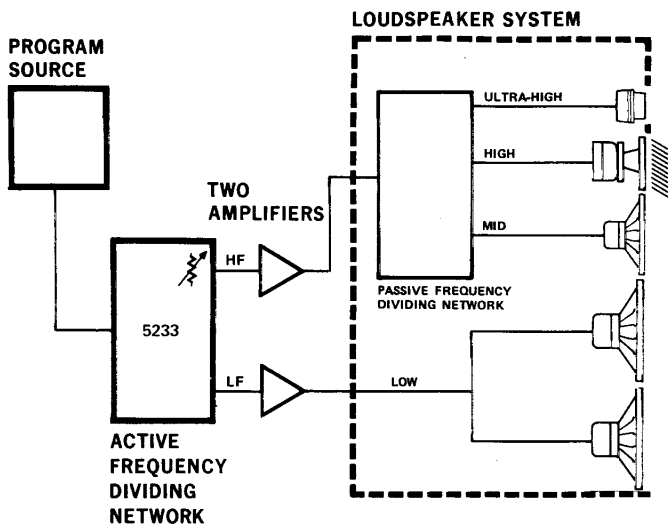 LOUDSPEAKER SYSTEM
PROGRAM
SOURCE
ULTRA-HIGH
HIGH
TWO
AMPLIFIERS
MID
HF
PASSIVE FREQUENCY
DIVIDING NETWORK
5233
LF
LOW
ACTIVE
FREQUENCY
DIVIDING
NETWORK